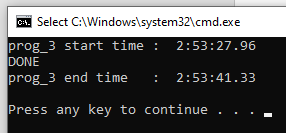 Select C:\Windows\system32\cmd.exe
prog_3 start time :  2:53:27.96
DONE
prog_3 end time   :  2:53:41.33
Press any key to continue . . .